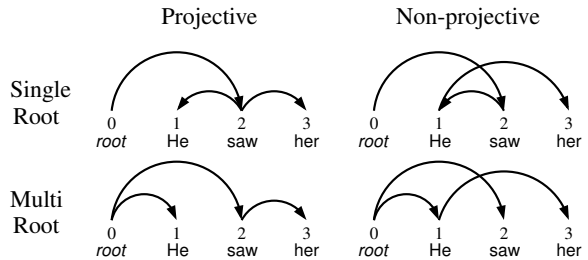 Projective Non-projective
Single
Root
0 1 2 3 0 1 2 3
root He saw her root He saw her
Multi
Root
0 1 2 3 0 1 2 3
root He saw her root He saw her